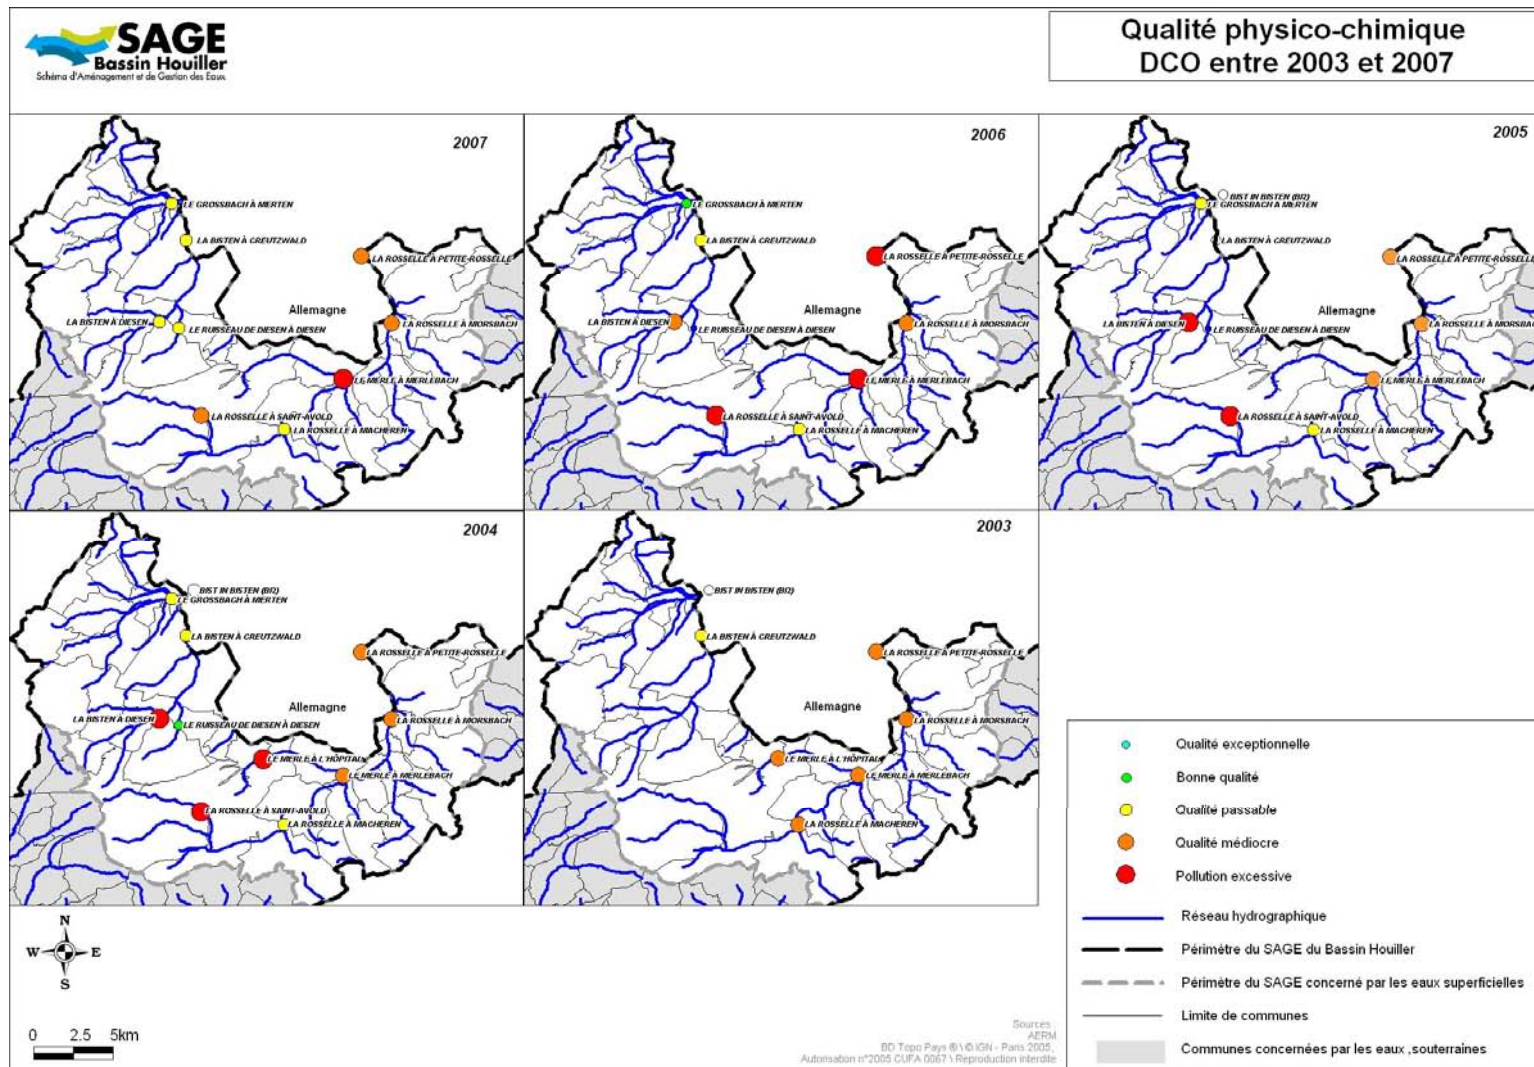 SAGE
Bassin Houiller
Schéma d'Aménagement et de Gestion des Eaux
Qualité physico-chimique
DCO entre 2003 et 2007
2007
LE GROSSBACH À MERTEN
LA BISTEN À CREUTZWALD
LA ROSSELLE À PETITE-ROSSELLE
Allemagne
LA BISTEN À DIESEN
LE RUISSEAU DE DIESEN À DIESEN
LA ROSSELLE À MORSBACH
LE MERLE À MERLEBACH
LA ROSSELLE À SAINT-AVOLD
LA ROSSELLE À MACHEREN
2006
LE GROSSBACH À MERTEN
LA BISTEN À CREUTZWALD
LA ROSSELLE À PETITE-ROSSELLE
Allemagne
LA BISTEN À DIESEN
LE RUISSEAU DE DIESEN À DIESEN
LA ROSSELLE À MORSBACH
LE MERLE À MERLEBACH
LA ROSSELLE À SAINT-AVOLD
LA ROSSELLE À MACHEREN
2005
BIST IN BISTEN (BI2)
LE GROSSBACH À MERTEN
LA BISTEN À CREUTZWALD
LA ROSSELLE À PETITE-ROSSELLE
Allemagne
LA BISTEN À DIESEN
LE RUISSEAU DE DIESEN À DIESEN
LA ROSSELLE À MORSBACH
LE MERLE À MERLEBACH
LA ROSSELLE À SAINT-AVOLD
LA ROSSELLE À MACHEREN
2004
BIST IN BISTEN (BI2)
LE GROSSBACH À MERTEN
LA BISTEN À CREUTZWALD
LA ROSSELLE À PETITE-ROSSELLE
Allemagne
LA BISTEN À DIESEN
LE RUISSEAU DE DIESEN À DIESEN
LA ROSSELLE À MORSBACH
LE MERLE À L'HÔPITAL
LE MERLE À MERLEBACH
LA ROSSELLE À SAINT-AVOLD
LA ROSSELLE À MACHEREN
2003
BIST IN BISTEN (BI2)
LA BISTEN À CREUTZWALD
LA ROSSELLE À PETITE-ROSSELLE
Allemagne
LA ROSSELLE À MORSBACH
LE MERLE À L'HÔPITAL
LE MERLE À MERLEBACH
LA ROSSELLE À MACHEREN
Qualité exceptionnelle
Bonne qualité
Qualité passable
Qualité médiocre
Pollution excessive
Réseau hydrographique
Périmètre du SAGE du Bassin Houiller
Périmètre du SAGE concerné par les eaux superficielles
Limite de communes
Communes concernées par les eaux ,souterraines
N
W E
S
0 2.5 5km
Sources
AERM
BD Topo Pays ® \ © IGN - Paris 2005,
Autorisation n°2005 CUFA 0067 \ Reproduction interdite